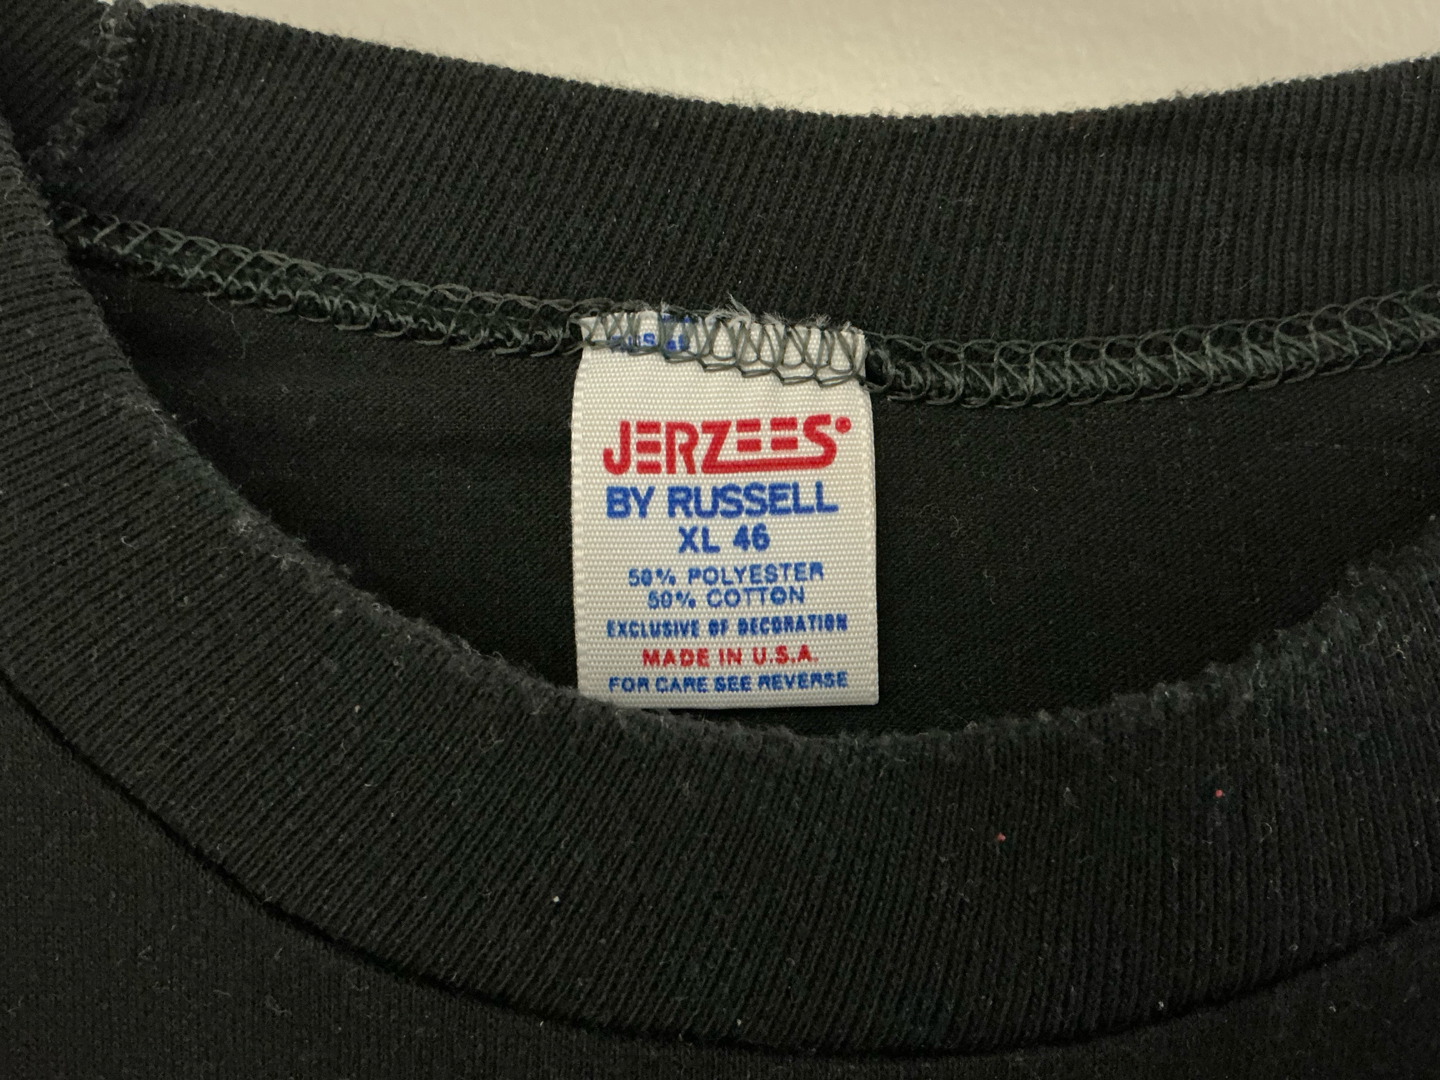 JERZEES
BY RUSSELL
XL 46
50% POLYESTER
50% COTTON
EXCLUSIVE OF DECORATION
MADE IN U.S.A.
FOR CARE SEE REVERSE